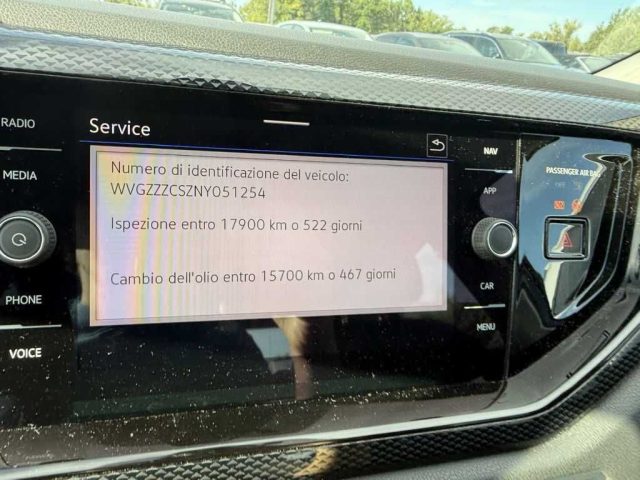 RADIO
MEDIA
PHONE
VOICE
Service
Numero di identificazione del veicolo:
WVGZZZCSZNY051254
Ispezione entro 17900 km o 522 giorni
Cambio dell'olio entro 15700 km o 467 giorni
NAV
APP
CAR
MENU
PASSENGER AIR BAG